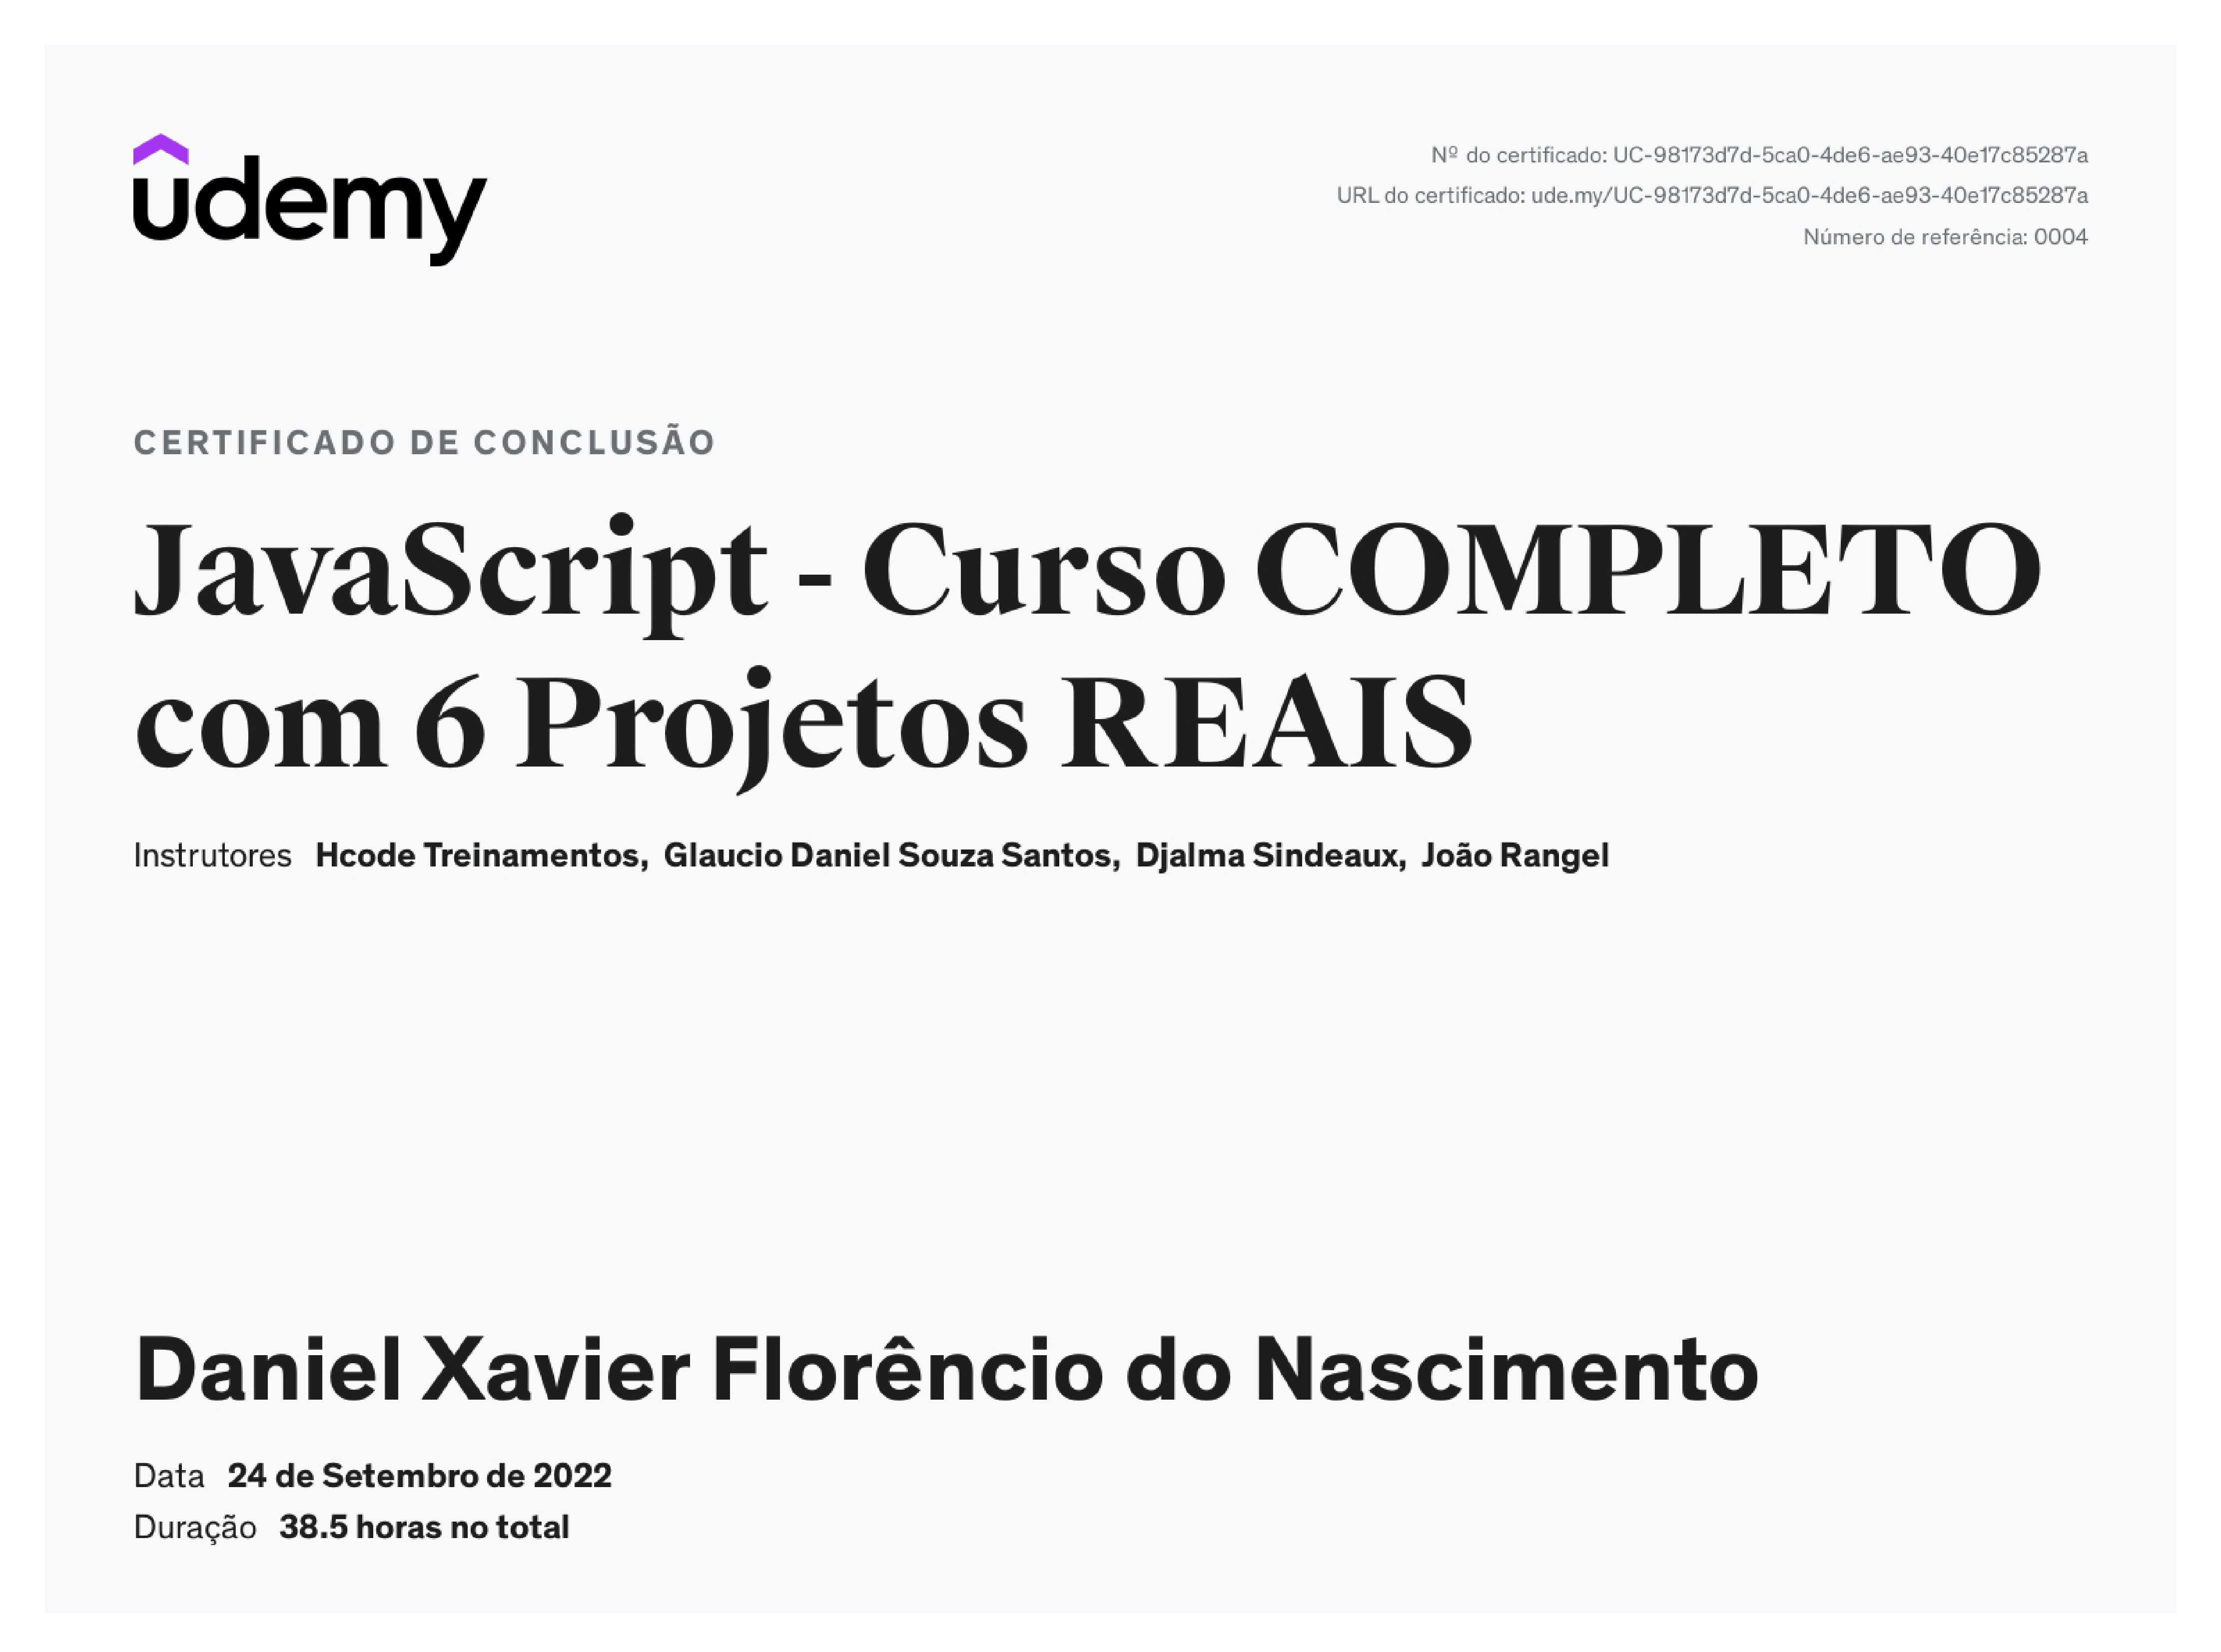 udemy
Nº do certificado: UC-98173d7d-5ca0-4de6-ae93-40e17c85287a
URL do certificado: ude.my/UC-98173d7d-5ca0-4de6-ae93-40e17c85287a
Número de referência: 0004
CERTIFICADO DE CONCLUSÃO
JavaScript - Curso COMPLETO
com 6 Projetos REAIS
Instrutores Hcode Treinamentos, Glaucio Daniel Souza Santos, Djalma Sindeaux, João Rangel
Daniel Xavier Florêncio do Nascimento
Data 24 de Setembro de 2022
Duração 38.5 horas no total